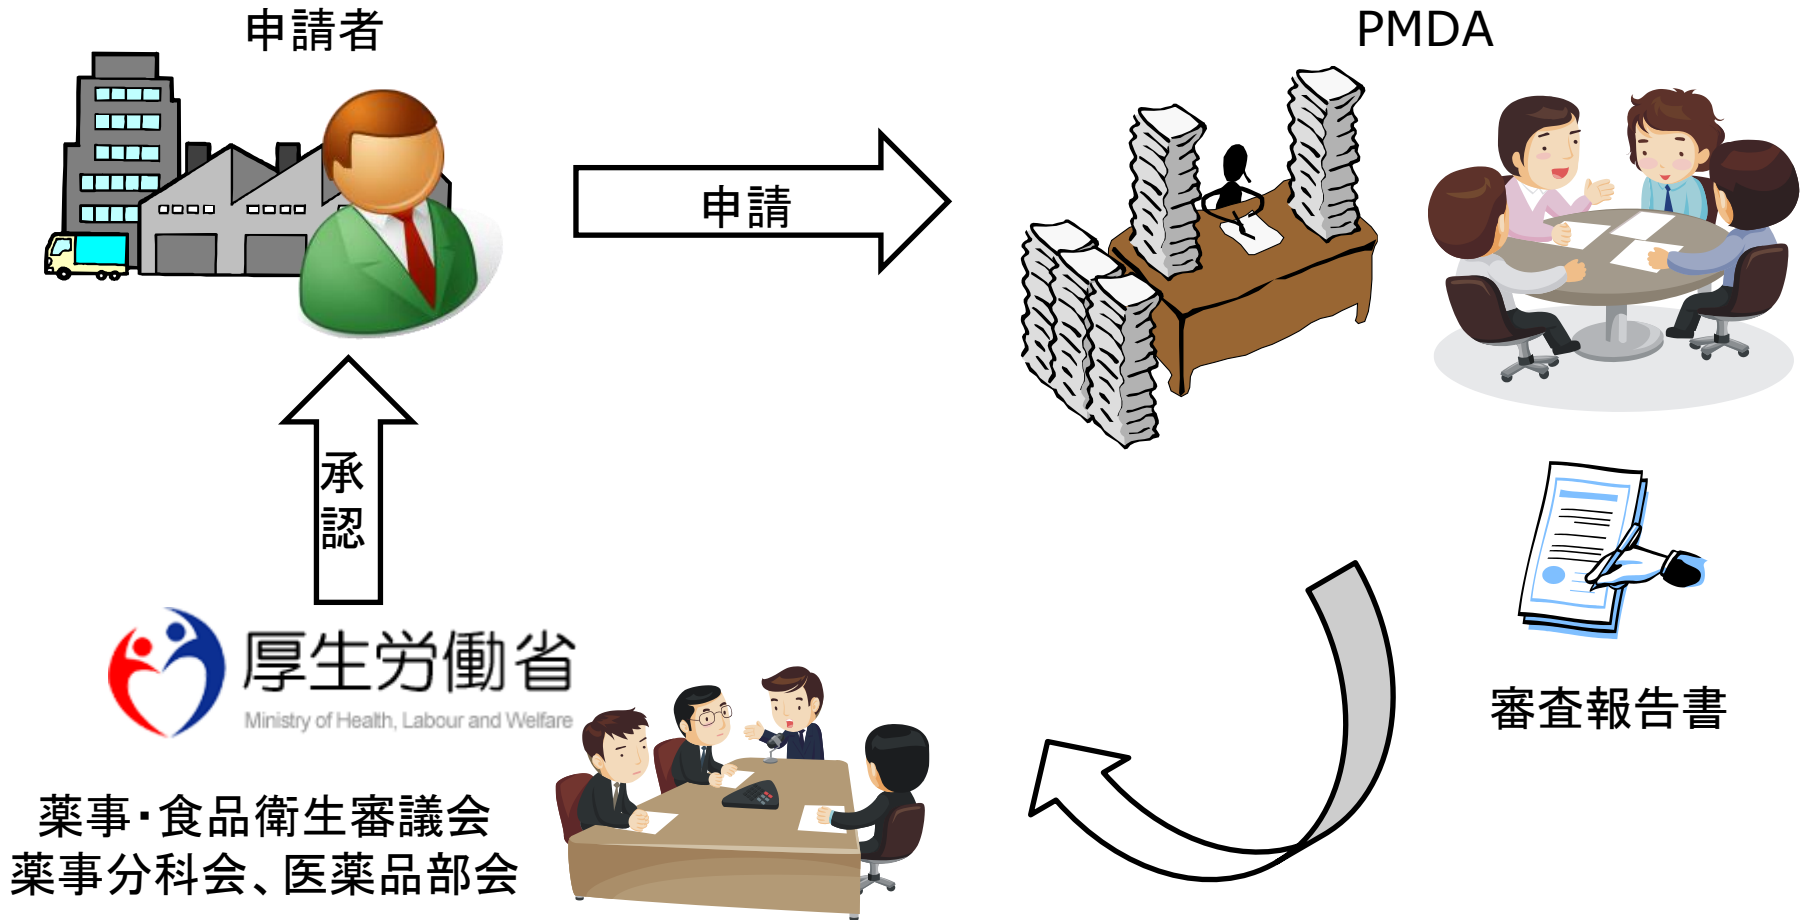 申請者
PMDA
申請
承
認
審査報告書
厚生労働省
Ministry of Health, Labour and Welfare
薬事・食品衛生審議会
薬事分科会、医薬品部会